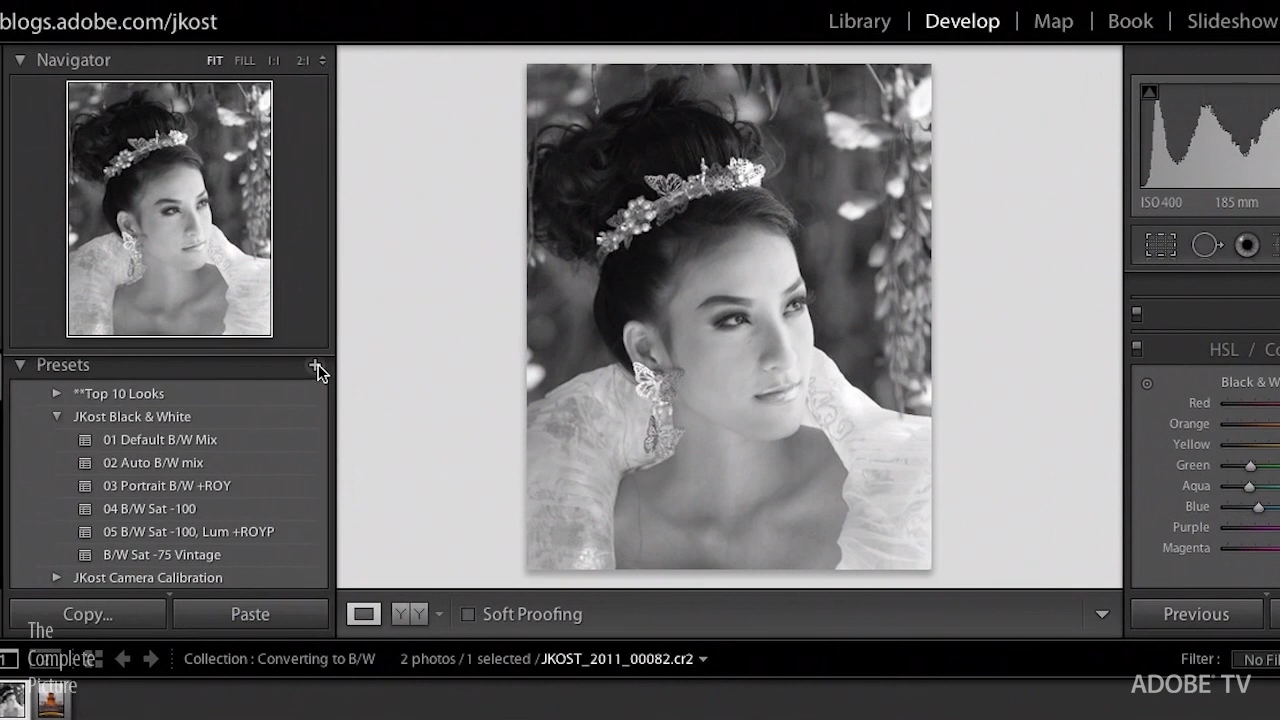 blogs.adobe.com/jkost
Library | Develop | Map | Book | Slideshow
Navigator FIT FILL 1:1 2:1
ISO 400 185 mm
Presets
**Top 10 Looks
JKost Black & White
01 Default B/W Mix
02 Auto B/W mix
03 Portrait B/W +ROY
04 B/W Sat -100
05 B/W Sat -100, Lum +ROYP
B/W Sat -75 Vintage
JKost Camera Calibration
HSL / Co
Black & W
Red
Orange
Yellow
Green
Aqua
Blue
Purple
Magenta
Copy... Paste
YY Soft Proofing
Previous
The
Complete
Picture
1 Collection : Converting to B/W 2 photos / 1 selected / JKOST_2011_00082.cr2
Filter : No Fil
ADOBE TV